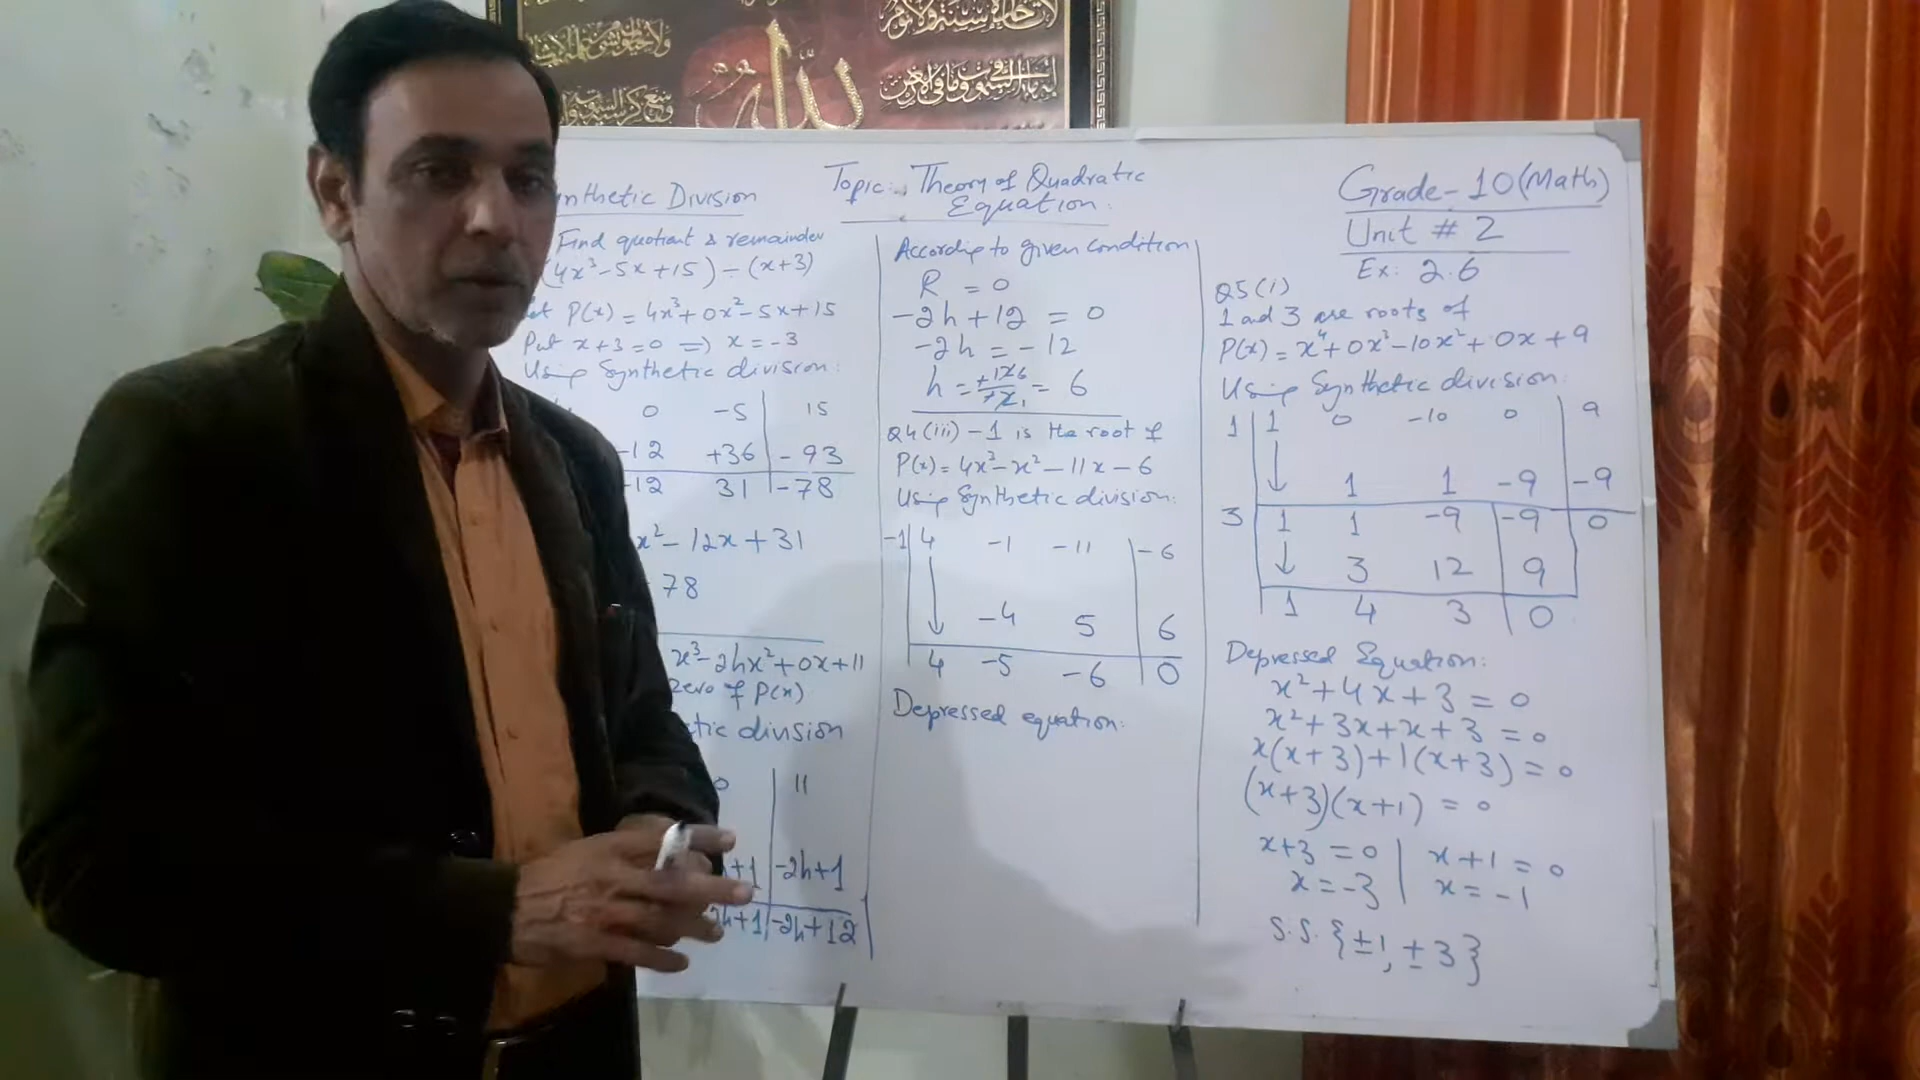 nthetic Division
Find quotient & remainder
(4x³-5x+15) ÷ (x+3)
P(x) = 4x³+0x²-5x+15
Put x+3=0 => x=-3
Using Synthetic division:
0 -5 15
-12 +36 -93
-12 31 -78
x²-12x+31
78
x³-2hx²+0x+11
Zero of P(x)
tic division
0 11
h+1 -2h+1
2h+1 -2h+12
Topic: Theory of Quadratic
Equation.
According to given condition
R = 0
-2h+12 = 0
-2h = -12
h = +12 6 / +2 1 = 6
Q4(iii) -1 is the root of
P(x)=4x³-x²-11x-6
Using Synthetic division:
-1 4 -1 -11 -6
-4 5 6
4 -5 -6 0
Depressed equation:
Grade-10(Math)
Unit # 2
Ex: 2.6
Q5(i)
1 and 3 are roots of
P(x)=x⁴+0x³-10x²+0x+9
Using Synthetic division:
1 1 0 -10 0 9
1 1 -9 -9
3 1 1 -9 -9 0
3 12 9
1 4 3 0
Depressed Equation:
x²+4x+3=0
x²+3x+x+3=0
x(x+3)+1(x+3)=0
(x+3)(x+1)=0
x+3=0 | x+1=0
x=-3 | x=-1
S.S. {±1, ±3}
الله